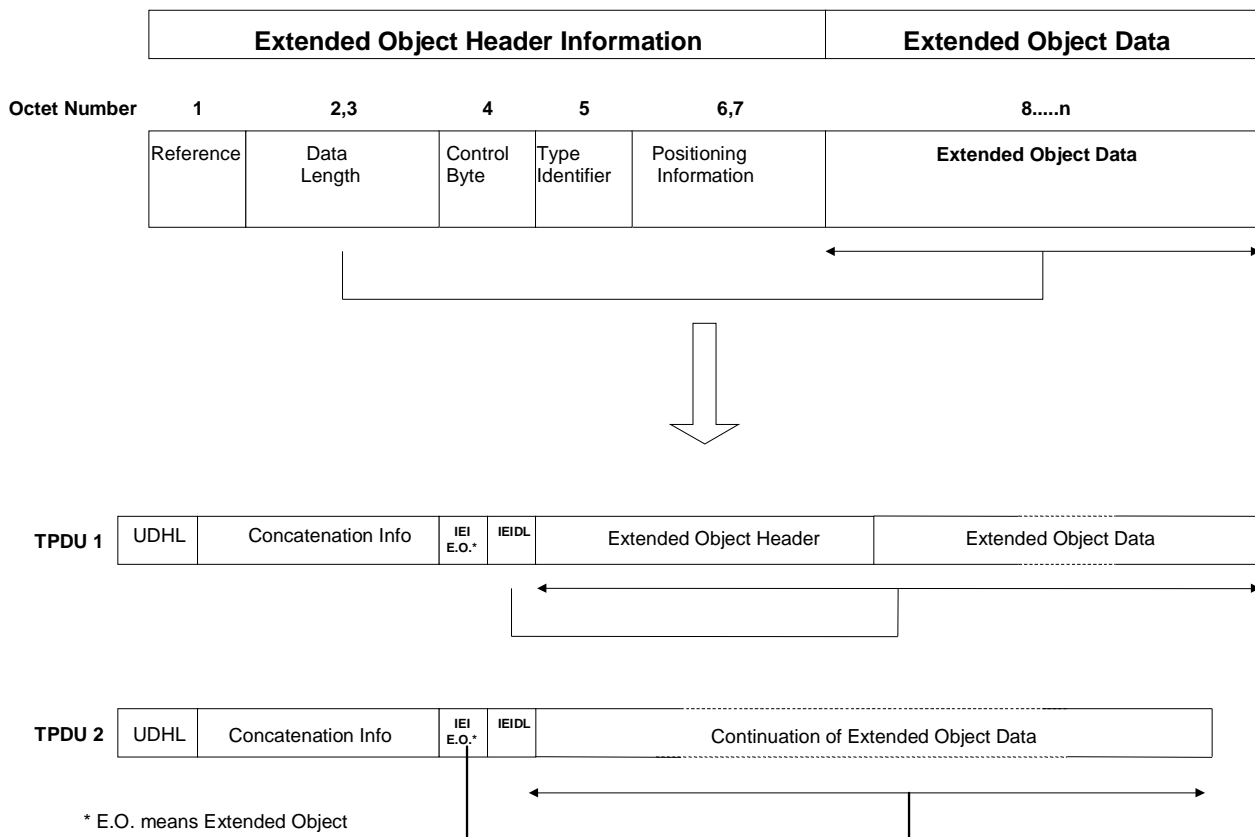 Extended Object Header Information Extended Object Data
Octet Number 1 2,3 4 5 6,7 8.....n
Reference Data Length Control Byte Type Identifier Positioning Information Extended Object Data
TPDU 1 UDHL Concatenation Info IEI E.O.* IEIDL Extended Object Header Extended Object Data
TPDU 2 UDHL Concatenation Info IEI E.O.* IEIDL Continuation of Extended Object Data
* E.O. means Extended Object